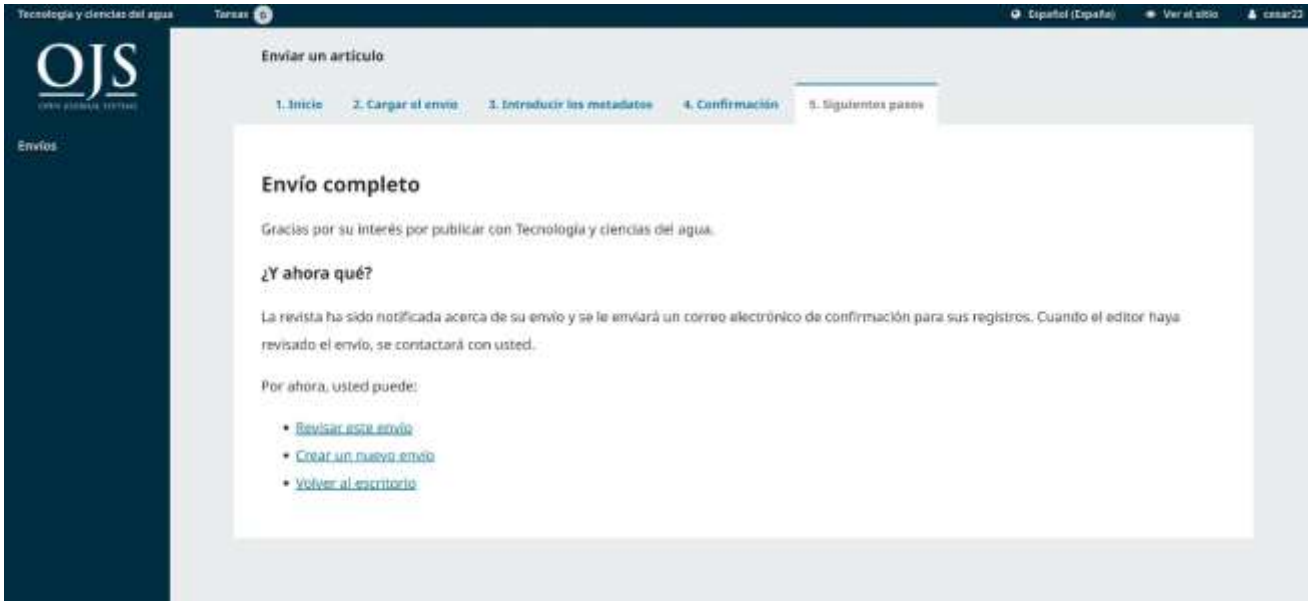 Tecnología y ciencias del agua
Tareas 0
Español (España)
Ver el sitio
cesar23
OJS
OPEN JOURNAL SYSTEMS
Envíos
Enviar un artículo
1. Inicio 2. Cargar el envío 3. Introducir los metadatos 4. Confirmación 5. Siguientes pasos
Envío completo
Gracias por su interés por publicar con Tecnología y ciencias del agua.
¿Y ahora qué?
La revista ha sido notificada acerca de su envío y se le enviará un correo electrónico de confirmación para sus registros. Cuando el editor haya
revisado el envío, se contactará con usted.
Por ahora, usted puede:
• Revisar este envío
• Crear un nuevo envío
• Volver al escritorio